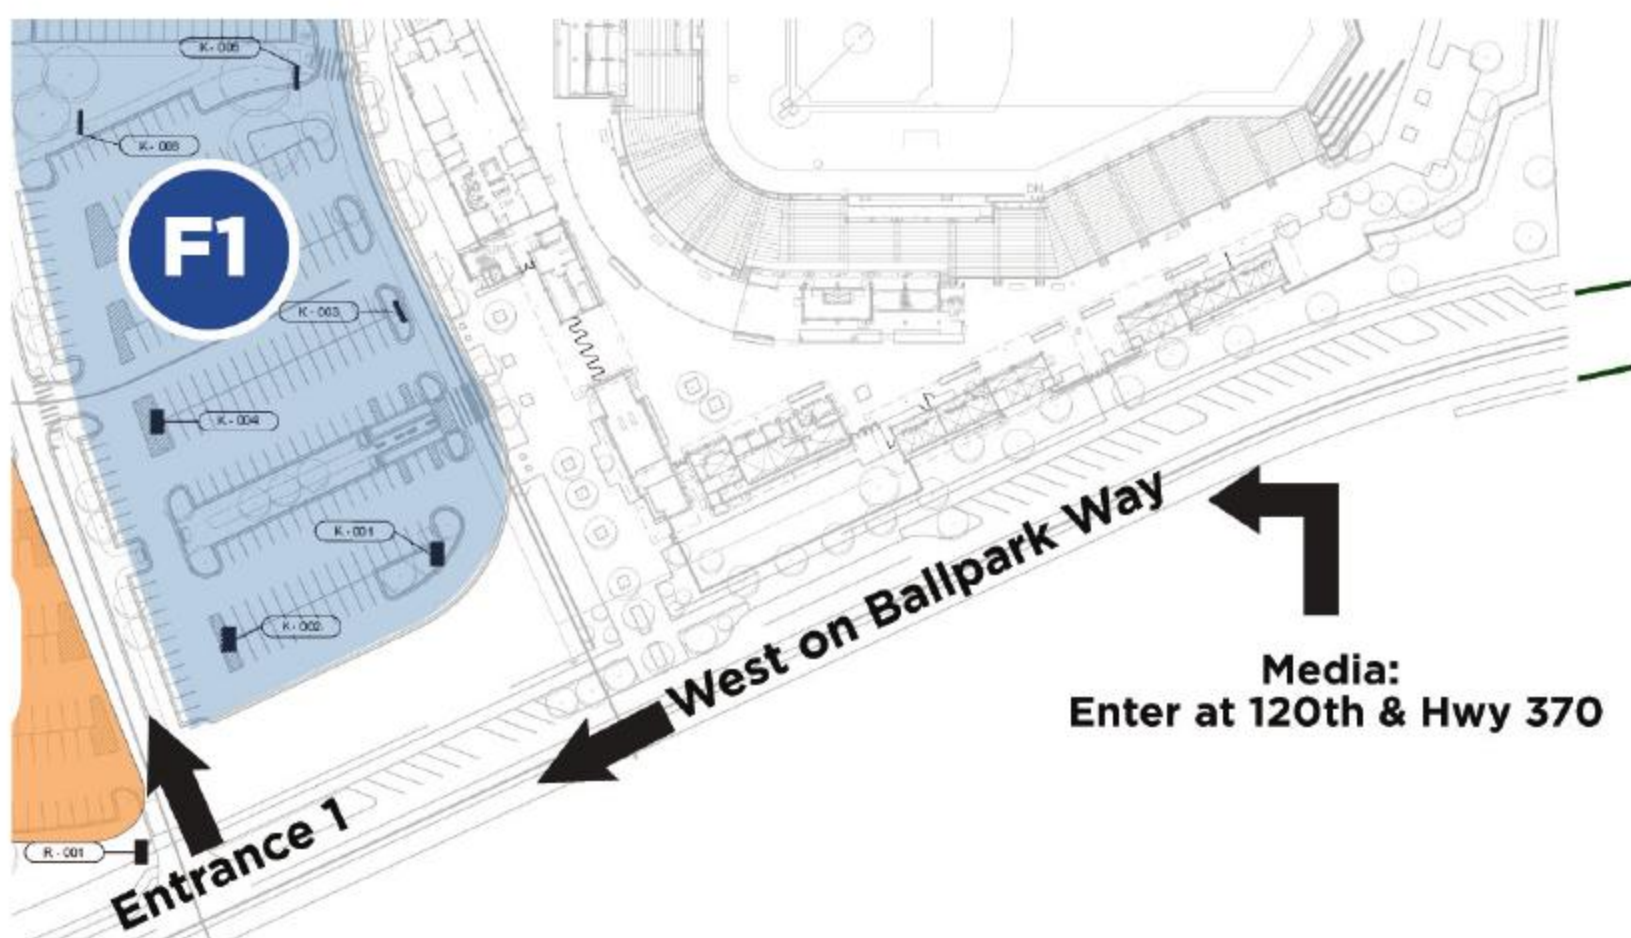 K - 005
K - 006
F1
K - 003
K - 004
K - 001
K - 002
West on Ballpark Way
Media:
Enter at 120th & Hwy 370
Entrance 1
R - 001